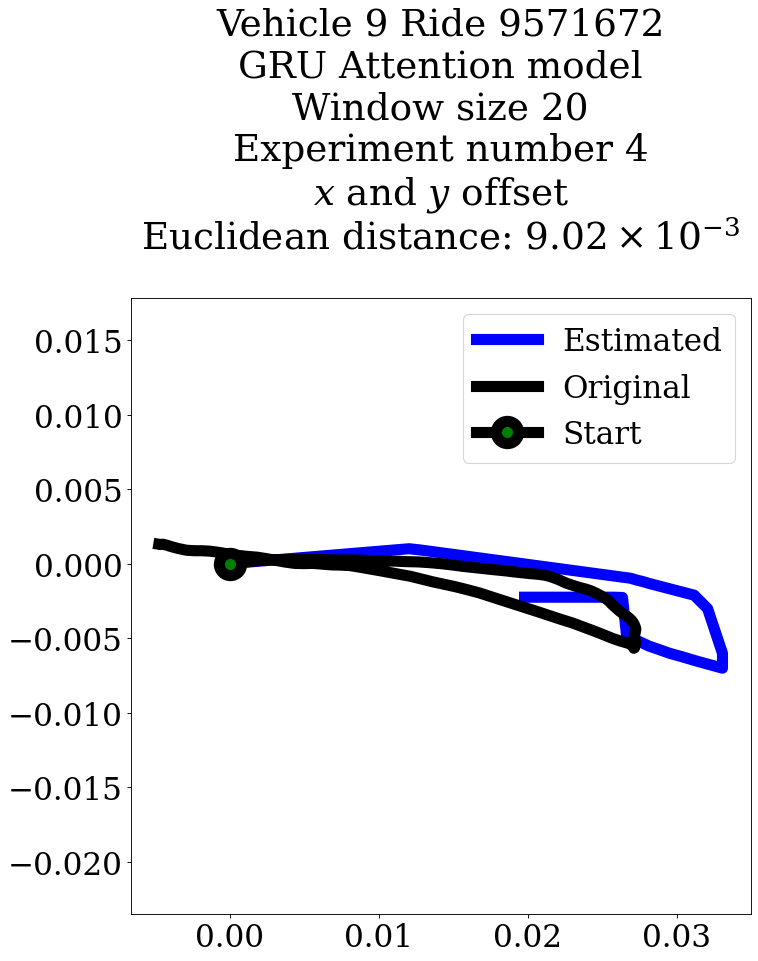 Vehicle 9 Ride 9571672
GRU Attention model
Window size 20
Experiment number 4
x and y offset
Euclidean distance: 9.02 × 10⁻³
Estimated
Original
Start
0.015
0.010
0.005
0.000
−0.005
−0.010
−0.015
−0.020
0.00 0.01 0.02 0.03